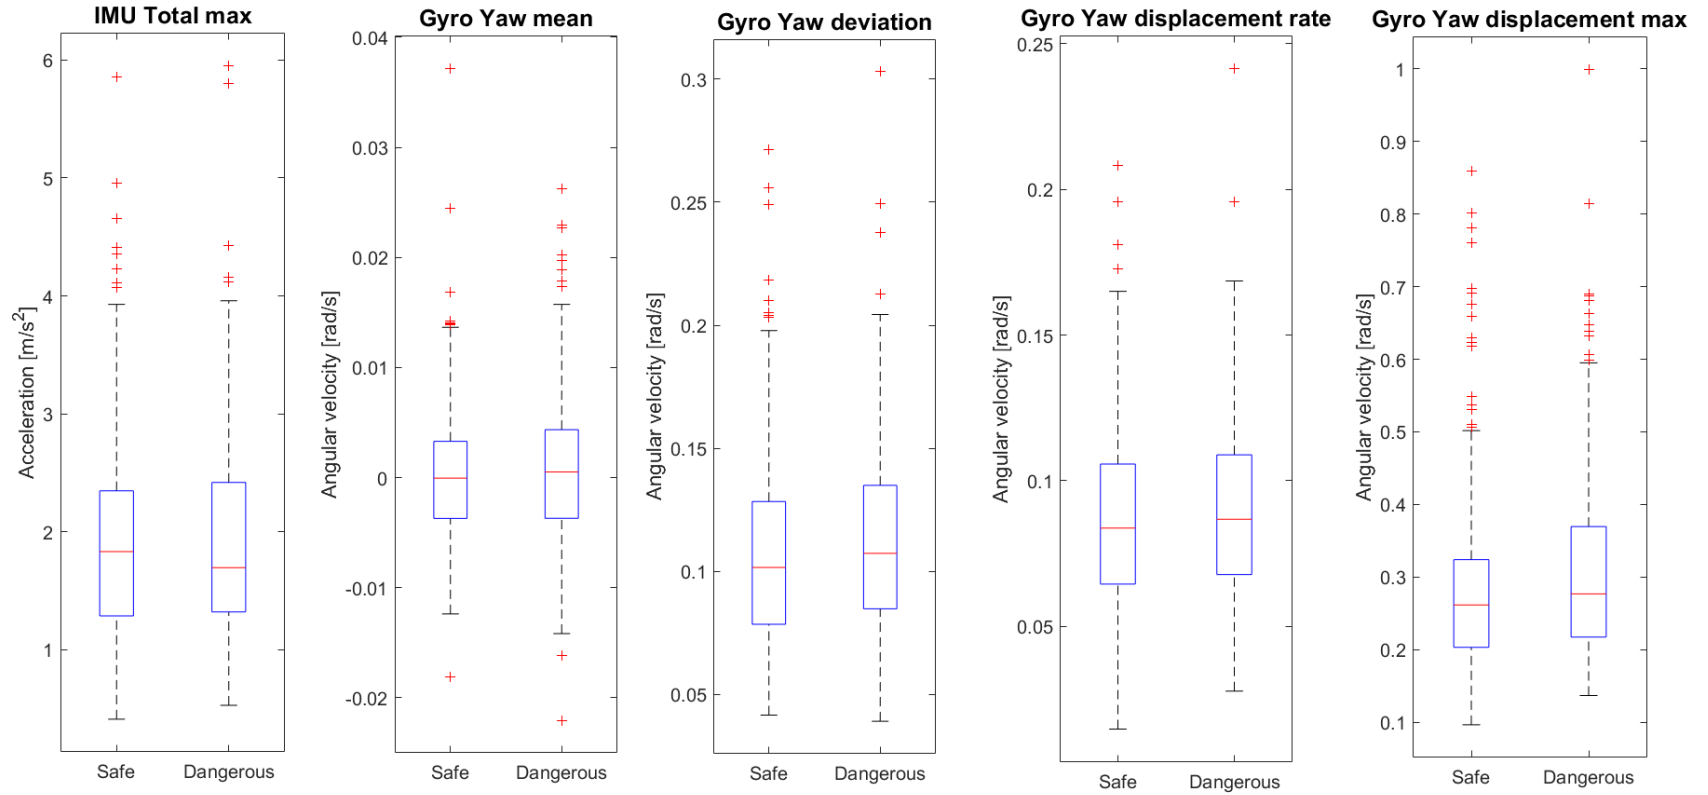 IMU Total max
Acceleration [m/s2]
6
5
4
3
2
1
Safe Dangerous
Gyro Yaw mean
Angular velocity [rad/s]
0.04
0.03
0.02
0.01
0
-0.01
-0.02
Safe Dangerous
Gyro Yaw deviation
Angular velocity [rad/s]
0.3
0.25
0.2
0.15
0.1
0.05
Safe Dangerous
Gyro Yaw displacement rate
Angular velocity [rad/s]
0.25
0.2
0.15
0.1
0.05
Safe Dangerous
Gyro Yaw displacement max
Angular velocity [rad/s]
1
0.9
0.8
0.7
0.6
0.5
0.4
0.3
0.2
0.1
Safe Dangerous